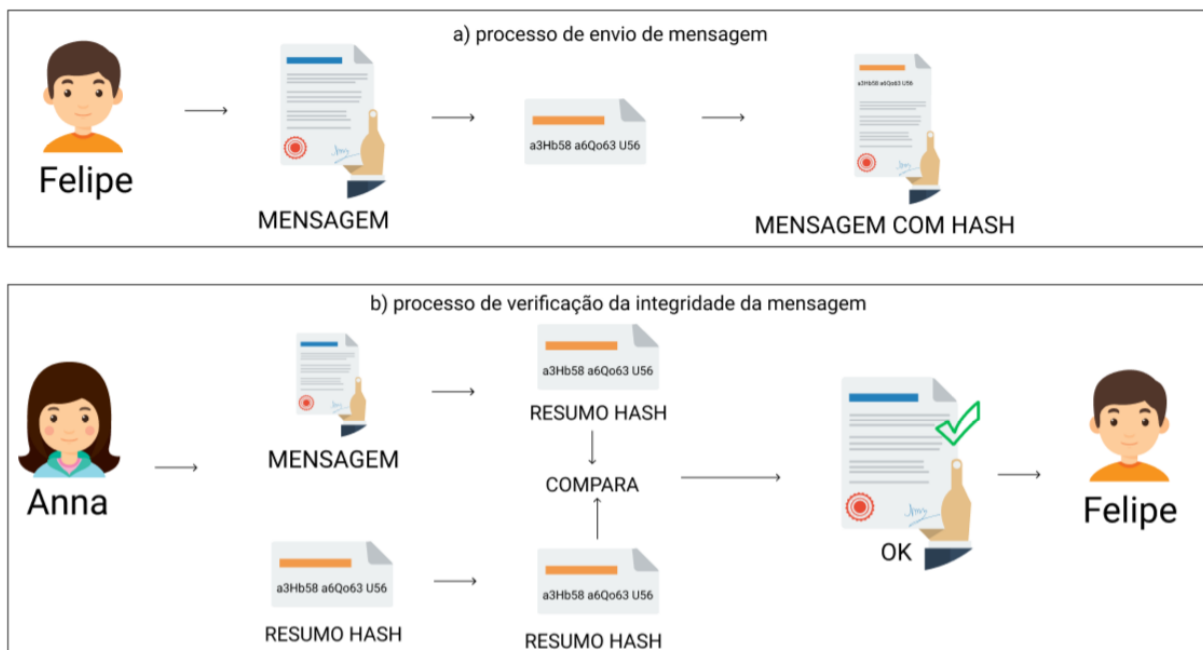 a) processo de envio de mensagem
a3Hb58 a6Qo63 U56
a3Hb58 a6Qo63 U56
Felipe
MENSAGEM
MENSAGEM COM HASH
b) processo de verificação da integridade da mensagem
a3Hb58 a6Qo63 U56
RESUMO HASH
MENSAGEM
COMPARA
Anna
Felipe
OK
a3Hb58 a6Qo63 U56
a3Hb58 a6Qo63 U56
RESUMO HASH
RESUMO HASH